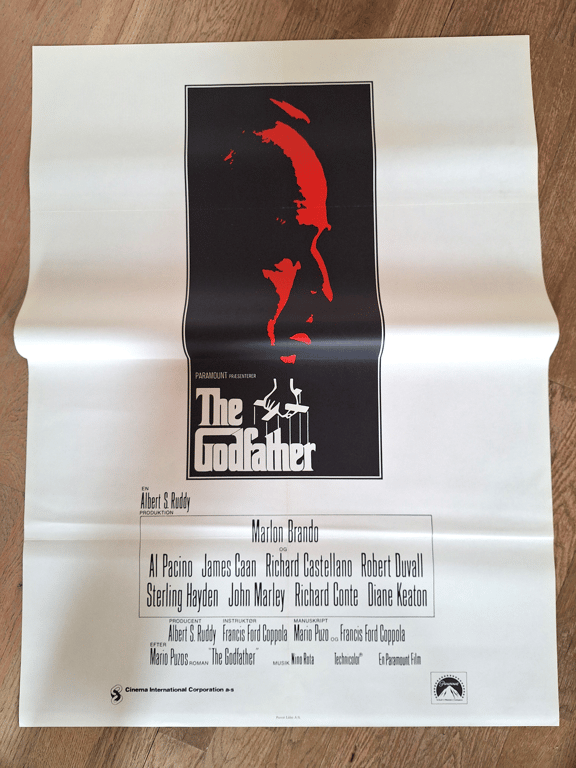 PARAMOUNT PRÆSENTERER
The
Godfather
EN
Albert S. Ruddy
PRODUKTION
Marlon Brando
OG
Al Pacino James Caan Richard Castellano Robert Duvall
Sterling Hayden John Marley Richard Conte Diane Keaton
PRODUCENT INSTRUKTØR MANUSKRIPT
Albert S. Ruddy Francis Ford Coppola Mario Puzo OG Francis Ford Coppola
EFTER
Mario Puzos ROMAN "The Godfather" MUSIK Nino Rota Technicolor En Paramount Film
Cinema International Corporation a-s
Paramount